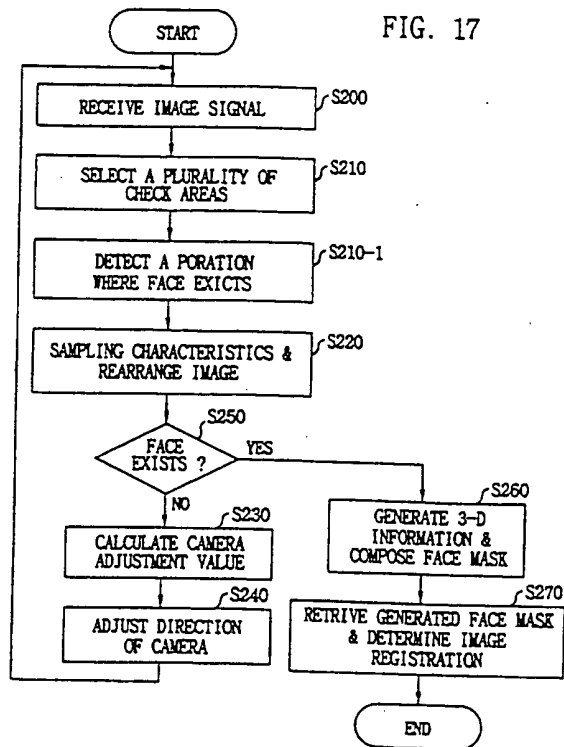 FIG. 17
START
RECEIVE IMAGE SIGNAL
S200
SELECT A PLURALITY OF
CHECK AREAS
S210
DETECT A PORATION
WHERE FACE EXICTS
S210-1
SAMPLING CHARACTERISTICS &
REARRANGE IMAGE
S220
FACE
EXISTS ?
S250
YES
NO
CALCULATE CAMERA
ADJUSTMENT VALUE
S230
ADJUST DIRECTION
OF CAMERA
S240
GENERATE 3-D
INFORMATION &
COMPOSE FACE MASK
S260
RETRIVE GENERATED FACE MASK
& DETERMINE IMAGE
REGISTRATION
S270
END